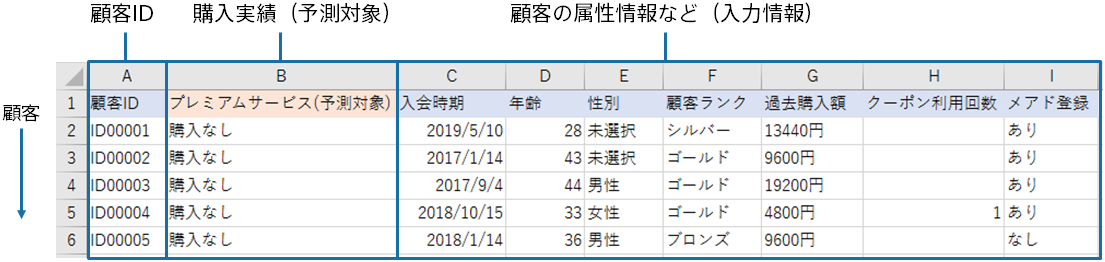 顧客ID 購入実績（予測対象） 顧客の属性情報など（入力情報）
A B C D E F G H I
1 顧客ID プレミアムサービス(予測対象) 入会時期 年齢 性別 顧客ランク 過去購入額 クーポン利用回数 メアド登録
顧客
2 ID00001 購入なし 2019/5/10 28 未選択 シルバー 13440円 あり
3 ID00002 購入なし 2017/1/14 43 未選択 ゴールド 9600円 あり
4 ID00003 購入なし 2017/9/4 44 男性 ゴールド 19200円 あり
5 ID00004 購入なし 2018/10/15 33 女性 ゴールド 4800円 1 あり
6 ID00005 購入なし 2018/1/14 36 男性 ブロンズ 9600円 なし